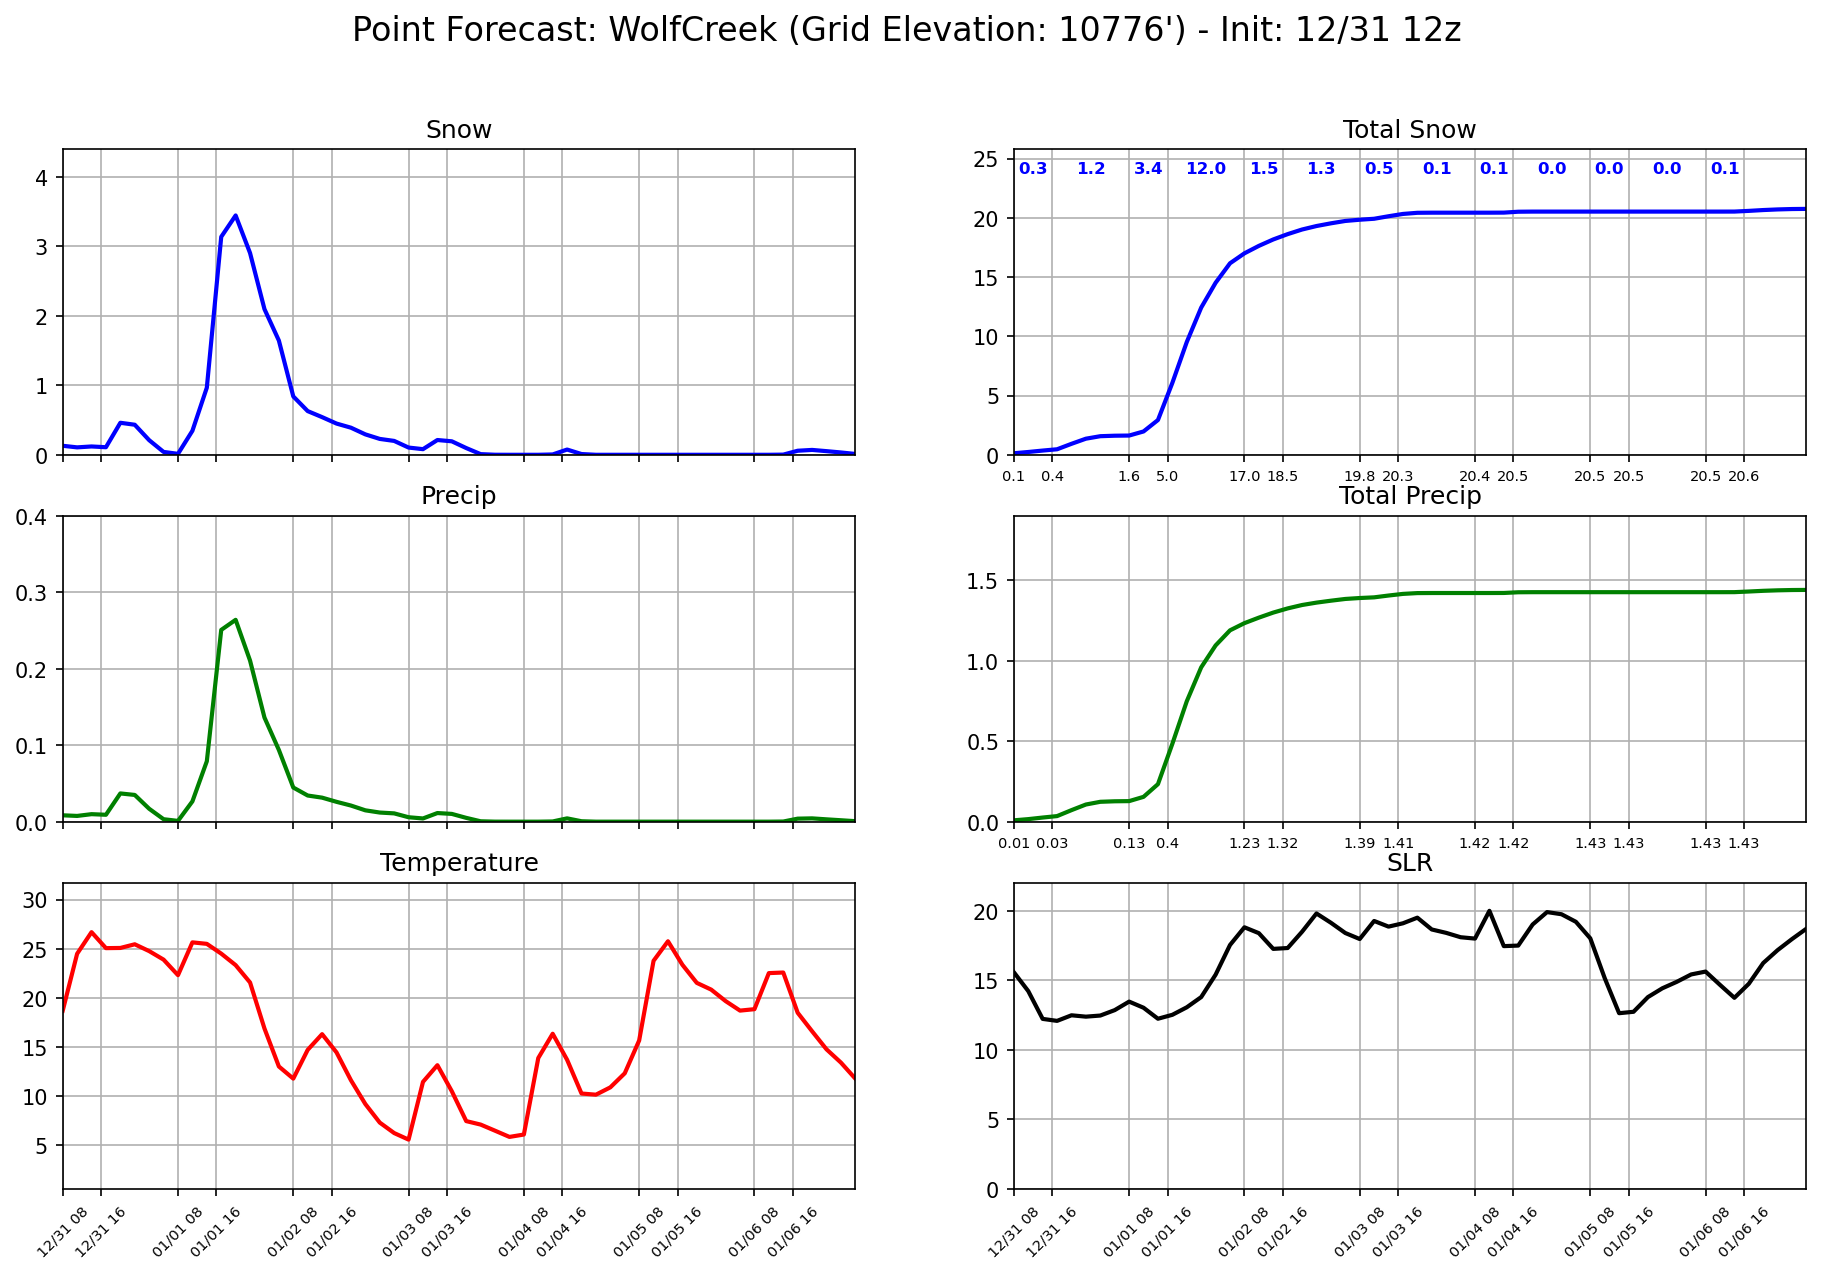 Point Forecast: WolfCreek (Grid Elevation: 10776') - Init: 12/31 12z
Snow
4
3
2
1
0
Total Snow
25
20
15
10
5
0
0.3 1.2 3.4 12.0 1.5 1.3 0.5 0.1 0.1 0.0 0.0 0.0 0.1
0.1 0.4 1.6 5.0 17.0 18.5 19.8 20.3 20.4 20.5 20.5 20.5 20.5 20.6
Precip
0.4
0.3
0.2
0.1
0.0
Total Precip
1.5
1.0
0.5
0.0
0.01 0.03 0.13 0.4 1.23 1.32 1.39 1.41 1.42 1.42 1.43 1.43 1.43 1.43
Temperature
30
25
20
15
10
5
12/31 08 12/31 16 01/01 08 01/01 16 01/02 08 01/02 16 01/03 08 01/03 16 01/04 08 01/04 16 01/05 08 01/05 16 01/06 08 01/06 16
SLR
20
15
10
5
0
12/31 08 12/31 16 01/01 08 01/01 16 01/02 08 01/02 16 01/03 08 01/03 16 01/04 08 01/04 16 01/05 08 01/05 16 01/06 08 01/06 16